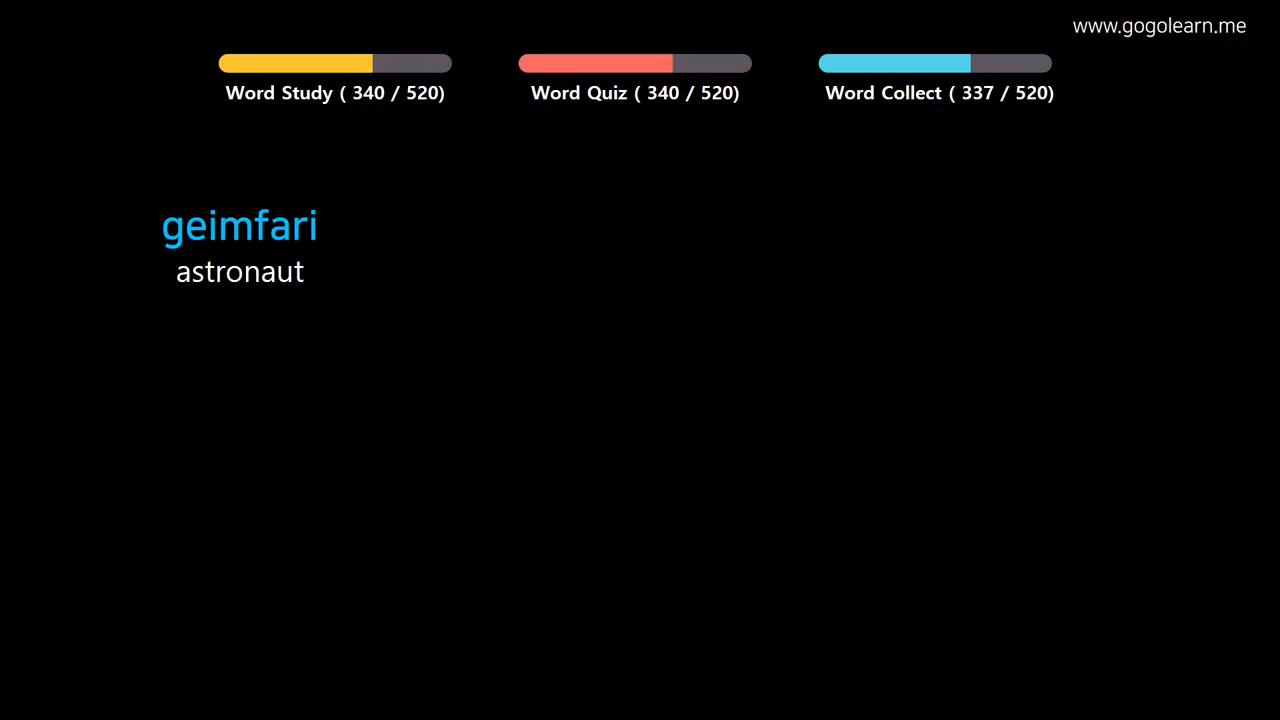 www.gogolearn.me
Word Study ( 340 / 520)
Word Quiz ( 340 / 520)
Word Collect ( 337 / 520)
geimfari
astronaut